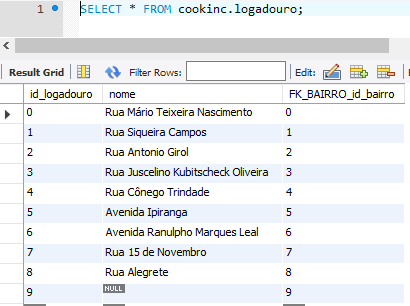 1 SELECT * FROM cookinc.logadouro;
Result Grid Filter Rows: Edit:
id_logadouro nome FK_BAIRRO_id_bairro
0 Rua Mário Teixeira Nascimento 0
1 Rua Siqueira Campos 1
2 Rua Antonio Girol 2
3 Rua Juscelino Kubitscheck Oliveira 3
4 Rua Cônego Trindade 4
5 Avenida Ipiranga 5
6 Avenida Ranulpho Marques Leal 6
7 Rua 15 de Novembro 7
8 Rua Alegrete 8
9 NULL 9